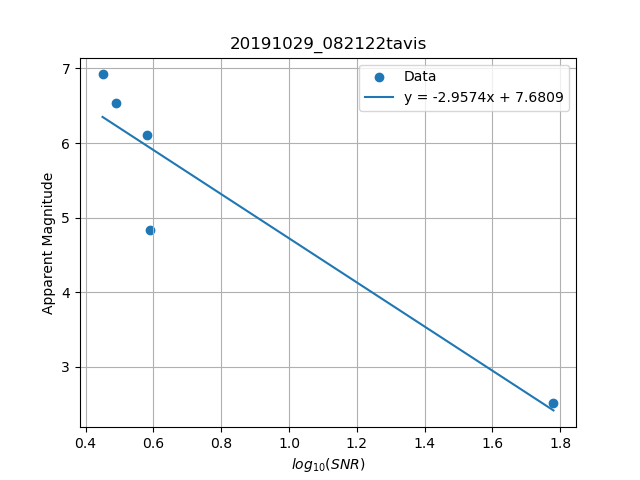 20191029_082122tavis
Data
y = -2.9574x + 7.6809
Apparent Magnitude
7
6
5
4
3
0.4 0.6 0.8 1.0 1.2 1.4 1.6 1.8
log₁₀(SNR)